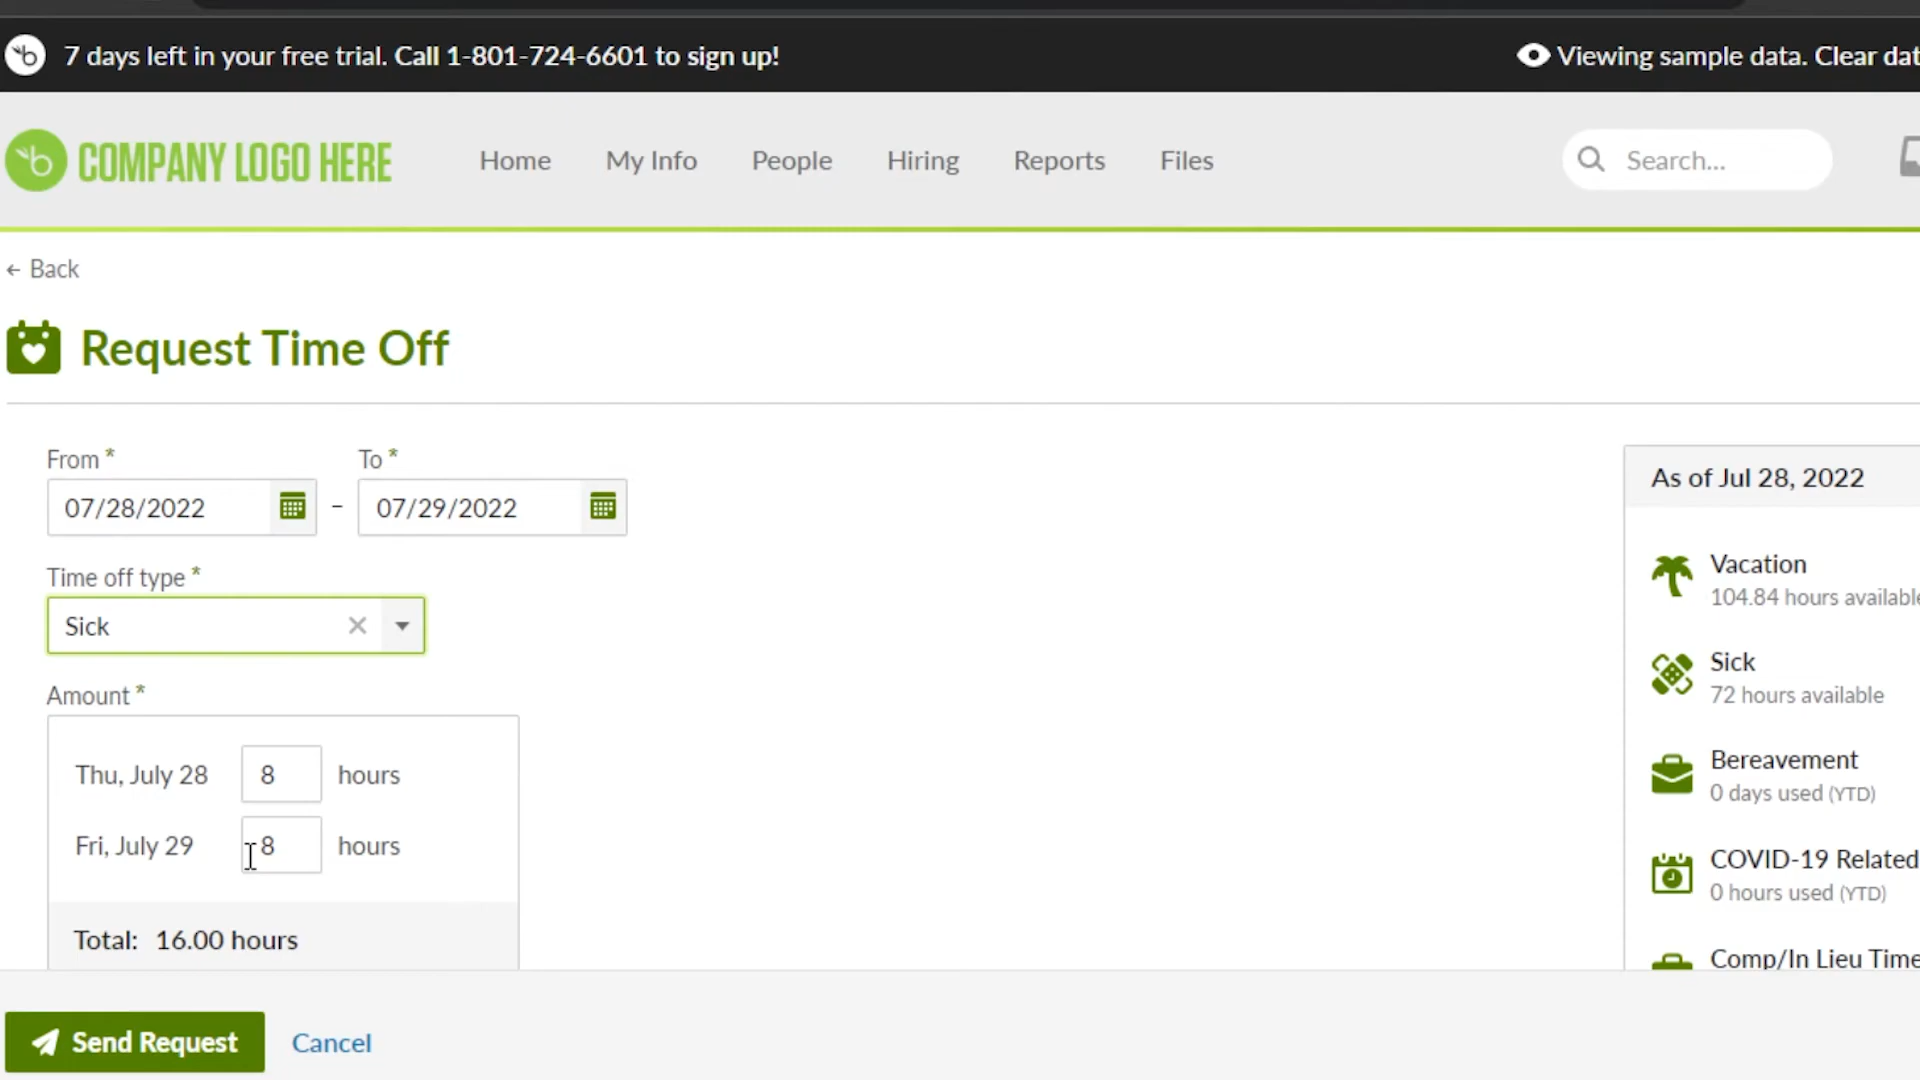 7 days left in your free trial. Call 1-801-724-6601 to sign up!
Viewing sample data. Clear dat
COMPANY LOGO HERE
Home My Info People Hiring Reports Files
Search...
← Back
Request Time Off
From * To *
07/28/2022 – 07/29/2022
Time off type *
Sick
Amount *
Thu, July 28 8 hours
Fri, July 29 8 hours
Total: 16.00 hours
Send Request Cancel
As of Jul 28, 2022
Vacation
104.84 hours available
Sick
72 hours available
Bereavement
0 days used (YTD)
COVID-19 Related
0 hours used (YTD)
Comp/In Lieu Time